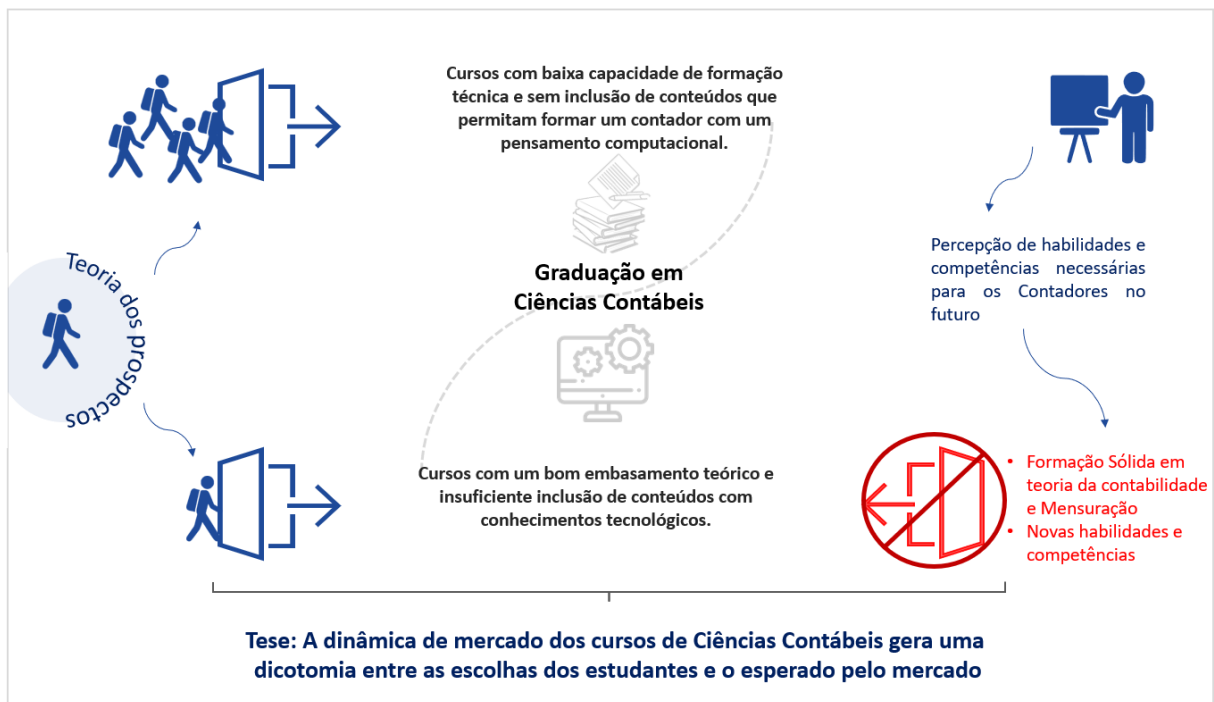 Cursos com baixa capacidade de formação
técnica e sem inclusão de conteúdos que
permitam formar um contador com um
pensamento computacional.
Teoria dos prospectos
Graduação em
Ciências Contábeis
Percepção de habilidades e
competências necessárias
para os Contadores no
futuro
Cursos com um bom embasamento teórico e
insuficiente inclusão de conteúdos com
conhecimentos tecnológicos.
• Formação Sólida em
teoria da contabilidade
e Mensuração
• Novas habilidades e
competências
Tese: A dinâmica de mercado dos cursos de Ciências Contábeis gera uma
dicotomia entre as escolhas dos estudantes e o esperado pelo mercado